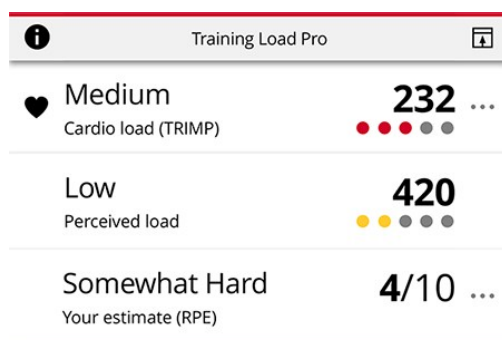 Training Load Pro
Medium
232
Cardio load (TRIMP)
Low
420
Perceived load
Somewhat Hard
4/10
Your estimate (RPE)